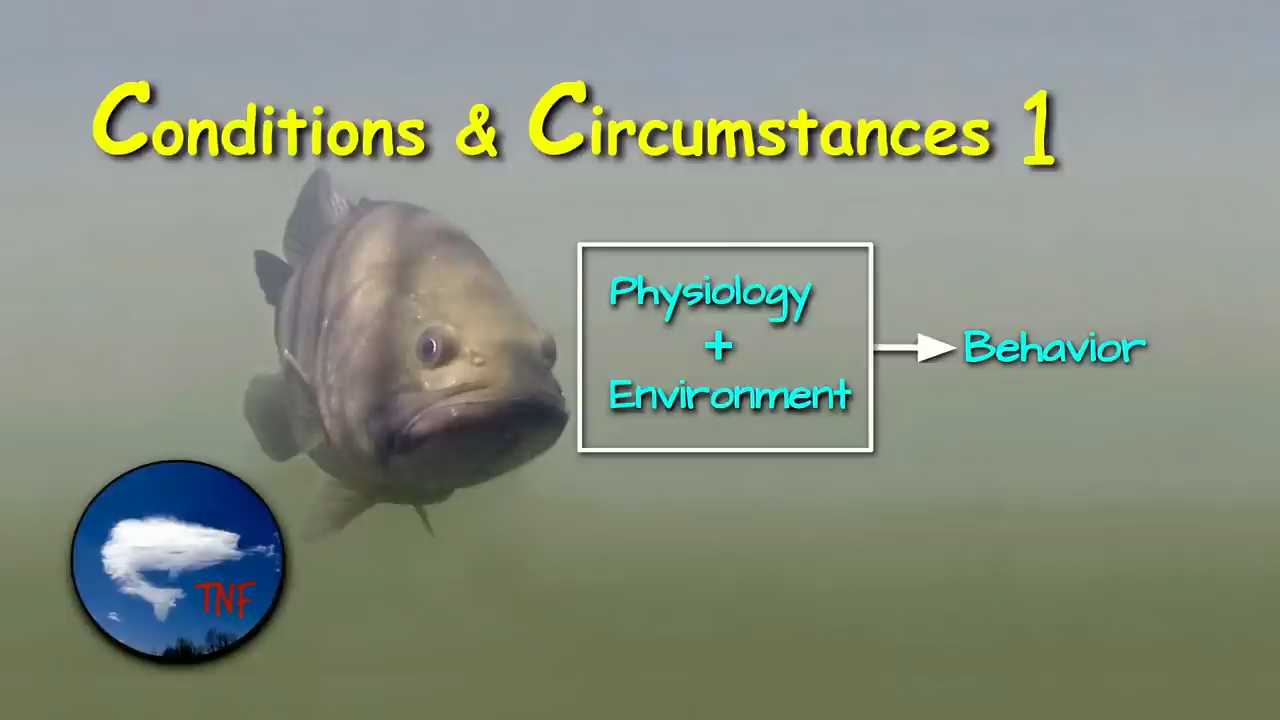 Conditions & Circumstances 1
Physiology
+
Environment
Behavior
TNF